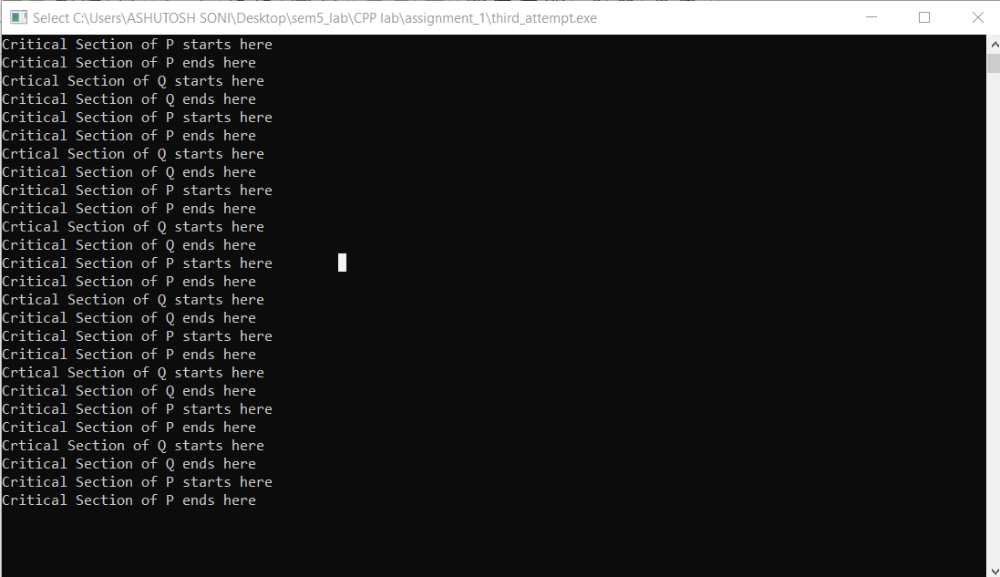 Select C:\Users\ASHUTOSH SONI\Desktop\sem5_lab\CPP lab\assignment_1\third_attempt.exe
Critical Section of P starts here
Critical Section of P ends here
Crtical Section of Q starts here
Critical Section of Q ends here
Critical Section of P starts here
Critical Section of P ends here
Crtical Section of Q starts here
Critical Section of Q ends here
Critical Section of P starts here
Critical Section of P ends here
Crtical Section of Q starts here
Critical Section of Q ends here
Critical Section of P starts here
Critical Section of P ends here
Crtical Section of Q starts here
Critical Section of Q ends here
Critical Section of P starts here
Critical Section of P ends here
Crtical Section of Q starts here
Critical Section of Q ends here
Critical Section of P starts here
Critical Section of P ends here
Crtical Section of Q starts here
Critical Section of Q ends here
Critical Section of P starts here
Critical Section of P ends here